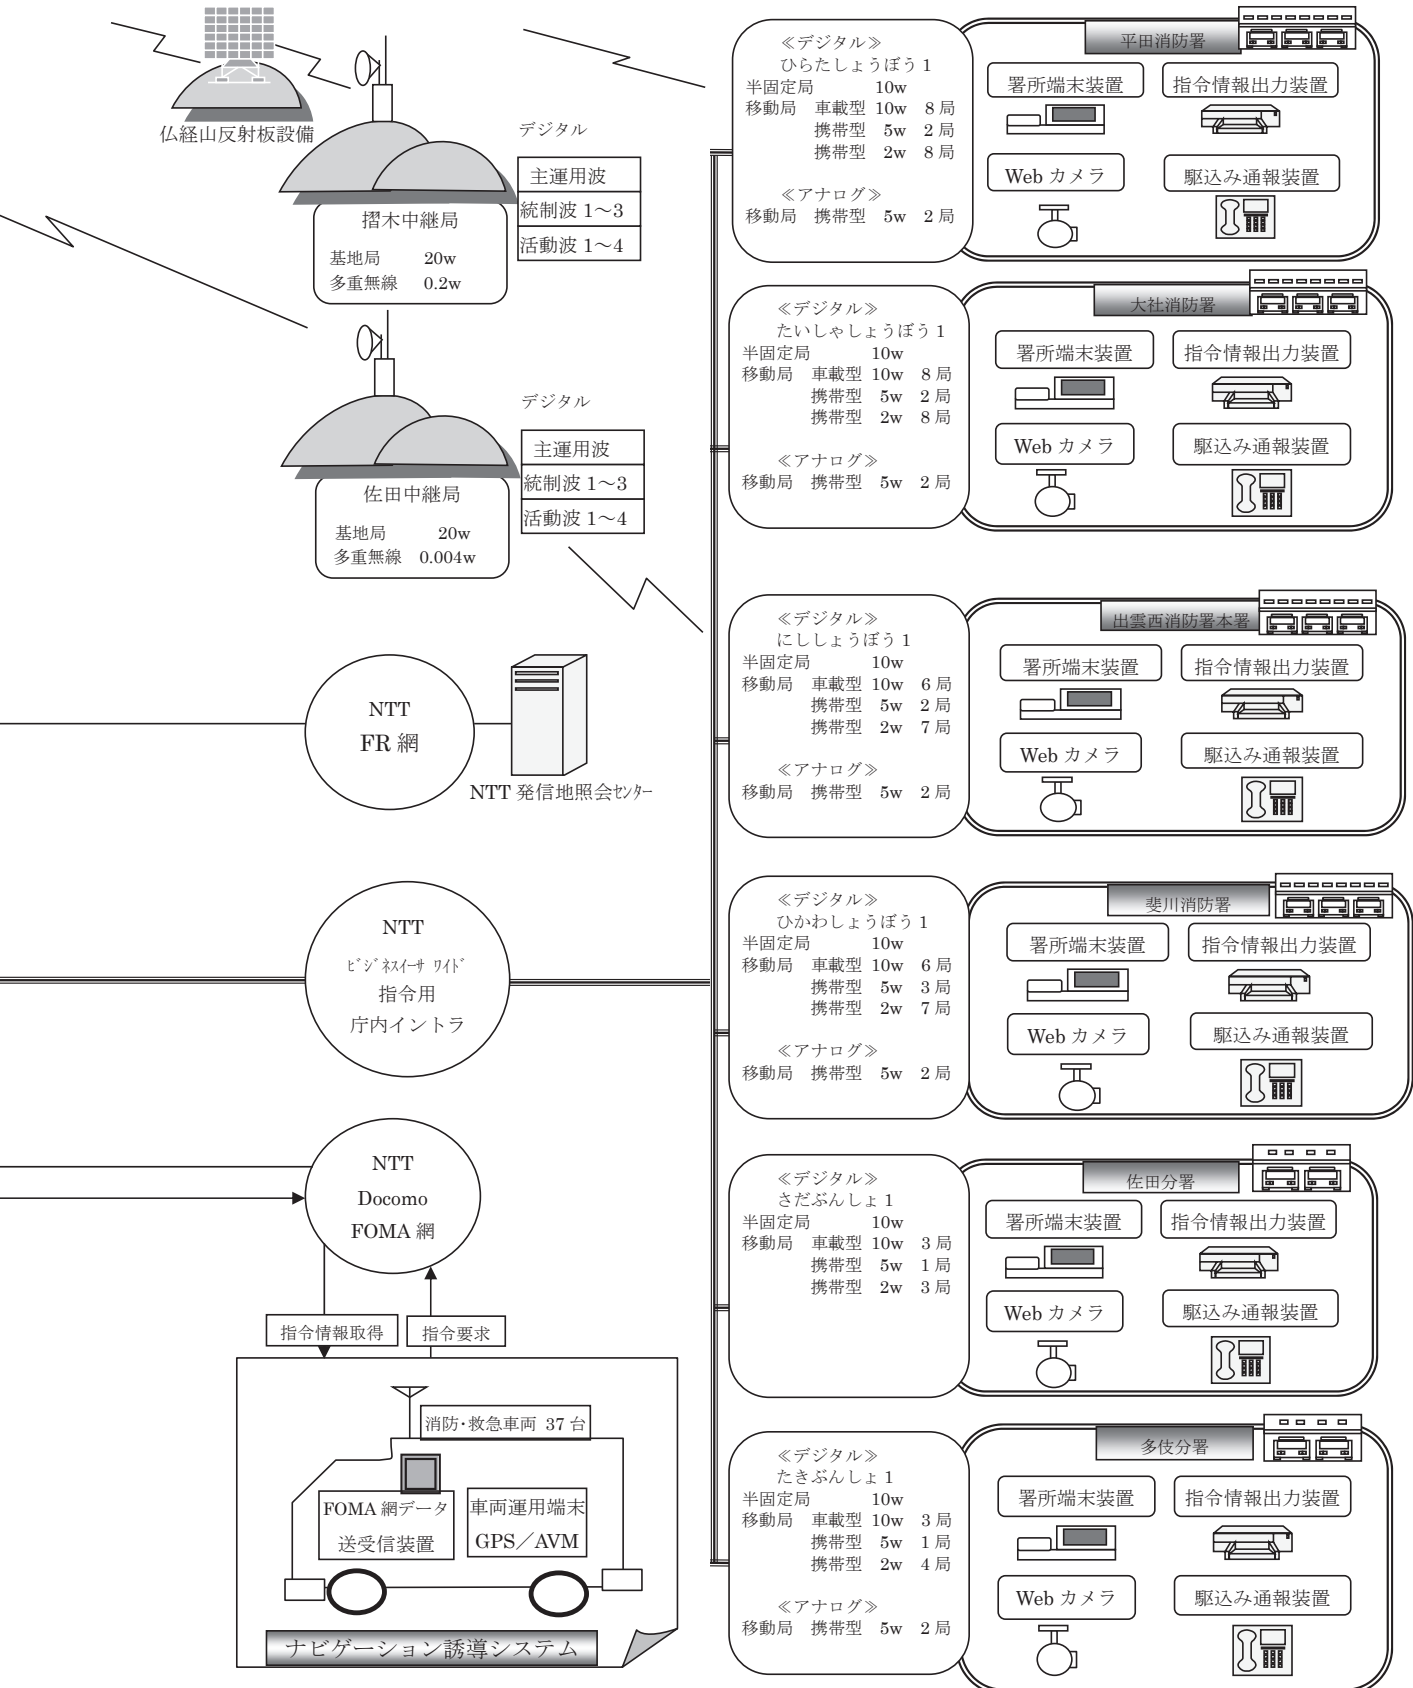 仏経山反射板設備
デジタル
主運用波
統制波 1～3
活動波 1～4
摺木中継局
基地局 20w
多重無線 0.2w
デジタル
主運用波
統制波 1～3
活動波 1～4
佐田中継局
基地局 20w
多重無線 0.004w
NTT
FR 網
NTT 発信地照会ｾﾝﾀｰ
NTT
ﾋﾞｼﾞﾈｽｲｰｻ ﾜｲﾄﾞ
指令用
庁内イントラ
NTT
Docomo
FOMA 網
指令情報取得
指令要求
消防・救急車両 37 台
FOMA 網データ
送受信装置
車両運用端末
GPS／AVM
ナビゲーション誘導システム
≪デジタル≫
ひらたしょうぼう 1
半固定局 10w
移動局 車載型 10w 8 局
携帯型 5w 2 局
携帯型 2w 8 局
≪アナログ≫
移動局 携帯型 5w 2 局
平田消防署
署所端末装置
指令情報出力装置
Web カメラ
駆込み通報装置
≪デジタル≫
たいしゃしょうぼう 1
半固定局 10w
移動局 車載型 10w 8 局
携帯型 5w 2 局
携帯型 2w 8 局
≪アナログ≫
移動局 携帯型 5w 2 局
大社消防署
署所端末装置
指令情報出力装置
Web カメラ
駆込み通報装置
≪デジタル≫
にししょうぼう 1
半固定局 10w
移動局 車載型 10w 6 局
携帯型 5w 2 局
携帯型 2w 7 局
≪アナログ≫
移動局 携帯型 5w 2 局
出雲西消防署本署
署所端末装置
指令情報出力装置
Web カメラ
駆込み通報装置
≪デジタル≫
ひかわしょうぼう 1
半固定局 10w
移動局 車載型 10w 6 局
携帯型 5w 3 局
携帯型 2w 7 局
≪アナログ≫
移動局 携帯型 5w 2 局
斐川消防署
署所端末装置
指令情報出力装置
Web カメラ
駆込み通報装置
≪デジタル≫
さだぶんしょ 1
半固定局 10w
移動局 車載型 10w 3 局
携帯型 5w 1 局
携帯型 2w 3 局
佐田分署
署所端末装置
指令情報出力装置
Web カメラ
駆込み通報装置
≪デジタル≫
たきぶんしょ 1
半固定局 10w
移動局 車載型 10w 3 局
携帯型 5w 1 局
携帯型 2w 4 局
≪アナログ≫
移動局 携帯型 5w 2 局
多伎分署
署所端末装置
指令情報出力装置
Web カメラ
駆込み通報装置